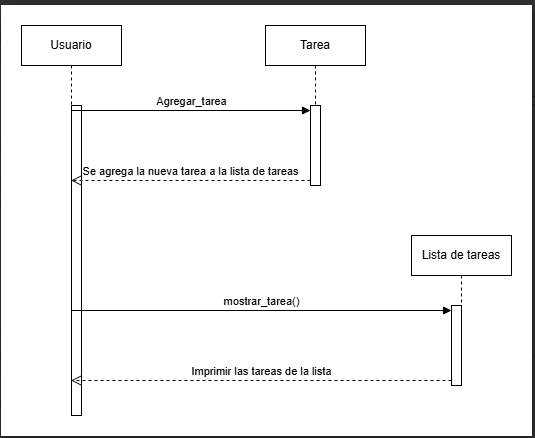 Usuario
Tarea
Agregar_tarea
Se agrega la nueva tarea a la lista de tareas
Lista de tareas
mostrar_tarea()
Imprimir las tareas de la lista